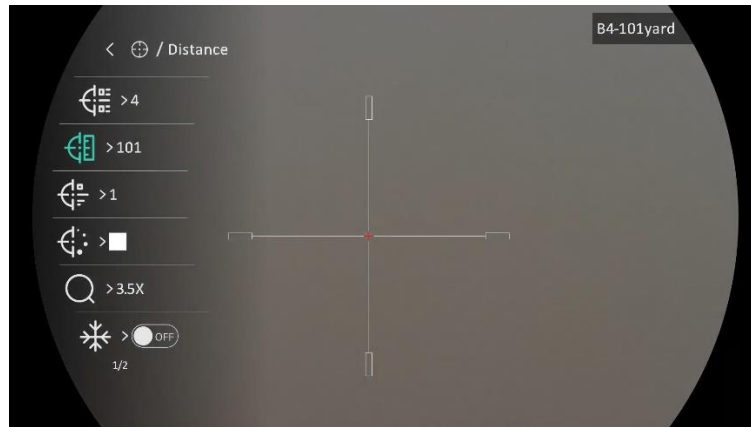 B4-101yard
/ Distance
>4
>101
>1
>
>3.5X
> OFF
1/2